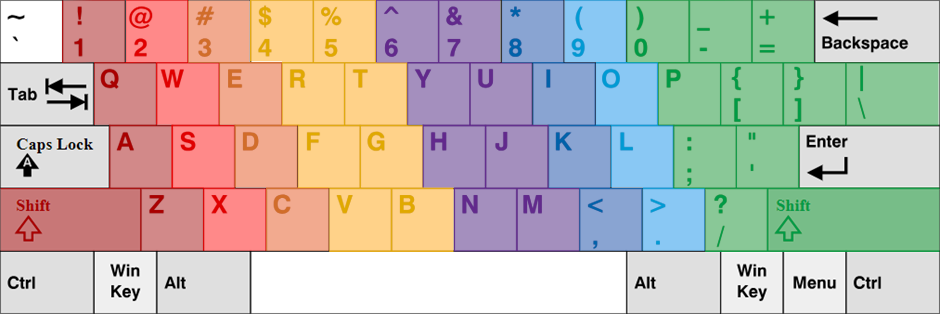 ~ ! @ # $ % ^ & * ( ) _ +
` 1 2 3 4 5 6 7 8 9 0 - = Backspace
Tab Q W E R T Y U I O P { } |
[ ] \
Caps Lock A S D F G H J K L : " Enter
A ; '
Shift Z X C V B N M < > ? Shift
, . /
Ctrl Win Key Alt Alt Win Key Menu Ctrl